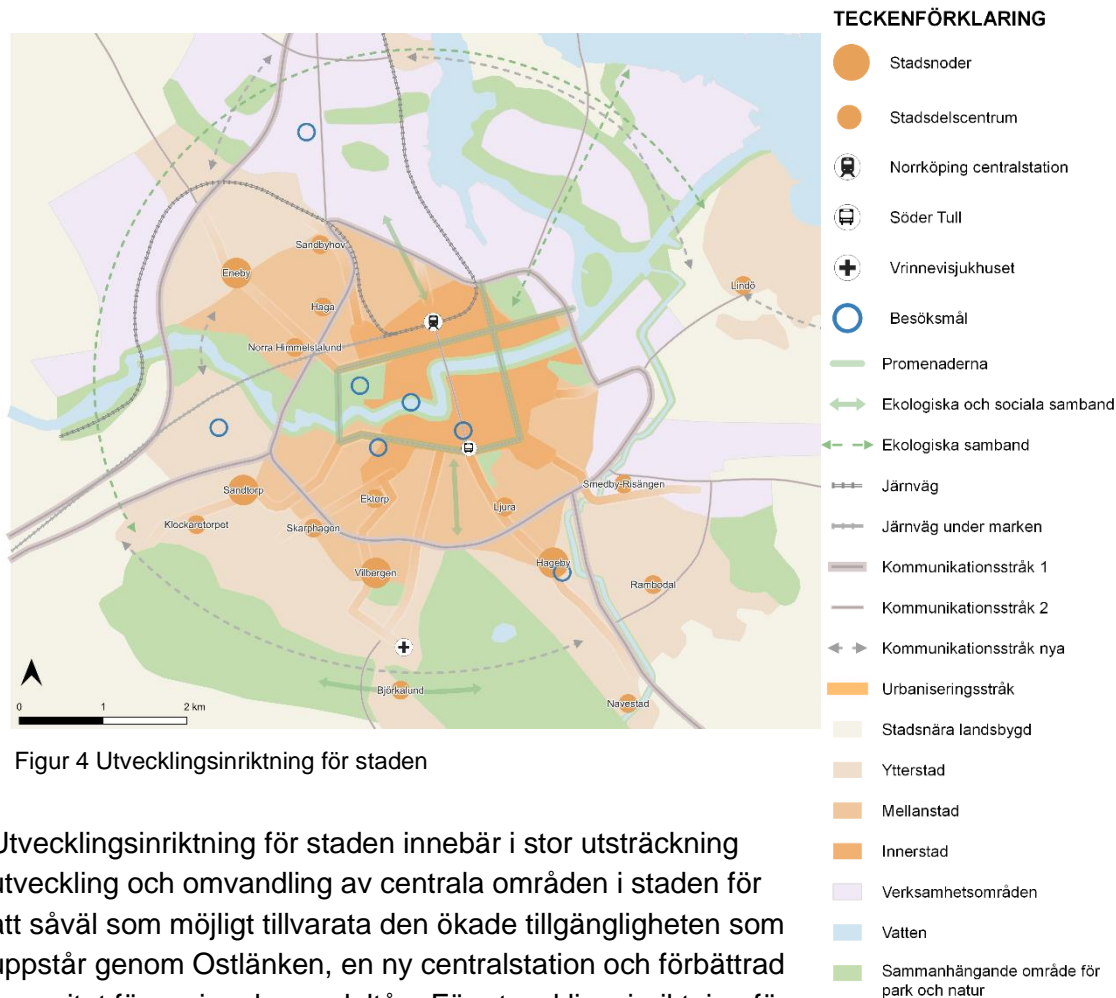 TECKENFÖRKLARING
Stadsnoder
Stadsdelscentrum
Norrköping centralstation
Söder Tull
Vrinnevisjukhuset
Besöksmål
Promenaderna
Ekologiska och sociala samband
Ekologiska samband
Järnväg
Järnväg under marken
Kommunikationsstråk 1
Kommunikationsstråk 2
Kommunikationsstråk nya
Urbaniseringsstråk
Stadsnära landsbygd
Ytterstad
Mellanstad
Innerstad
Verksamhetsområden
Vatten
Sammanhängande område för
park och natur
Sandbyhov
Eneby
Lindö
Haga
Norra Himmelstalund
Sandtorp
Ektorp
Smedby-Risängen
Klockaretorpet
Skarphagen
Ljura
Vilbergen
Hageby
Rambodal
Björkalund
Navestad
0 1 2 km
Figur 4 Utvecklingsinriktning för staden
Utvecklingsinriktning för staden innebär i stor utsträckning
utveckling och omvandling av centrala områden i staden för
att såväl som möjligt tillvarata den ökade tillgängligheten som
uppstår genom Ostlänken, en ny centralstation och förbättrad